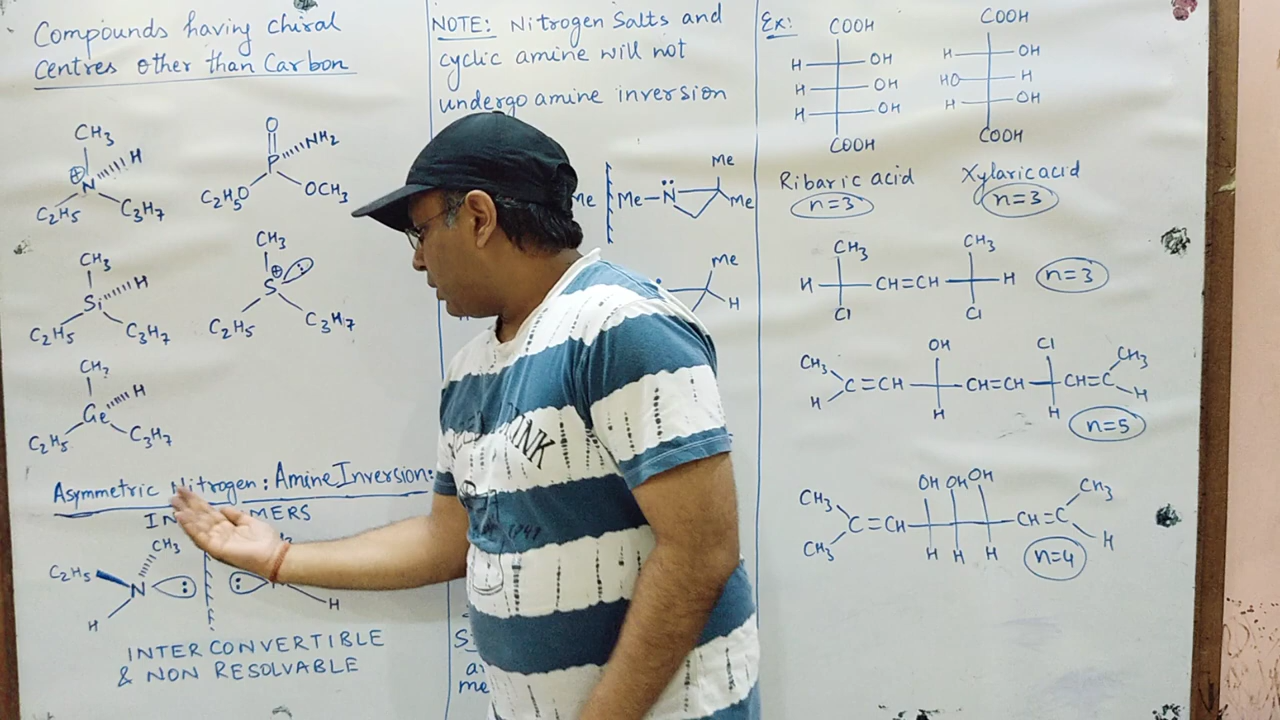 Compounds having chiral
Centres other than Carbon
CH3
⊕
N
H
C2H5
C3H7
O
P
NH2
C2H5O
OCH3
CH3
Si
H
C2H5
C3H7
CH3
⊕
S
:
C2H5
C3H7
CH3
Ge
H
C2H5
C3H7
Asymmetric Nitrogen: Amine Inversion:
CH3
C2H5
N
:
H
:
H
INTERCONVERTIBLE
& NON RESOLVABLE
NOTE: Nitrogen Salts and
cyclic amine will not
undergo amine inversion
Me
Me—N̈
Me
Me
Me
H
Ex:
COOH
H OH
H OH
H OH
COOH
Ribaric acid
n=3
COOH
H OH
HO H
H OH
COOH
Xylaric acid
n=3
CH3 CH3
H CH=CH H
Cl Cl
n=3
OH Cl
CH3 CH3
C=CH CH=CH CH=C
H H H H
n=5
OH OH OH
CH3 CH3
C=CH CH=C
CH3 H H H H
n=4